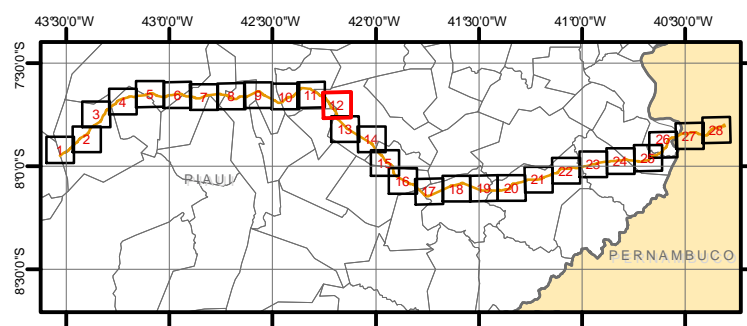 43°30'0"W 43°0'0"W 42°30'0"W 42°0'0"W 41°30'0"W 41°0'0"W 40°30'0"W
7°30'0"S
8°0'0"S
8°30'0"S
1 2 3 4 5 6 7 8 9 10 11 12 13 14 15 16 17 18 19 20 21 22 23 24 25 26 27 28
PIAUI
PERNAMBUCO